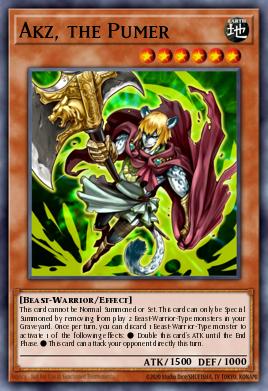 Akz, the Pumer
EARTH
地
[Beast-Warrior/Effect]
This card cannot be Normal Summoned or Set. This card can only be Special
Summoned by removing from play 2 Beast-Warrior-Type monsters in your
Graveyard. Once per turn, you can discard 1 Beast-Warrior-Type monster to
activate 1 of the following effects: ● Double this card's ATK until the End
Phase. ● This card can attack your opponent directly this turn.
ATK/1500 DEF/1000
©2020 Studio Dice/SHUEISHA, TV TOKYO, KONAMI